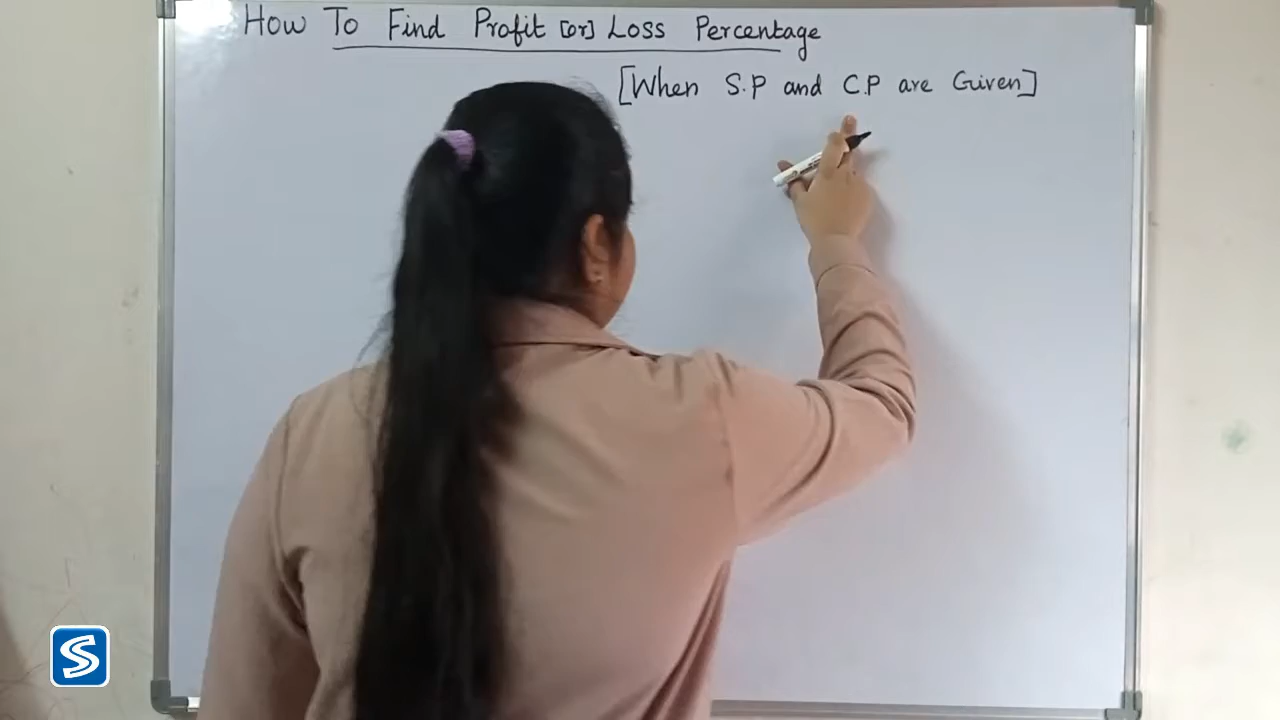 How To Find Profit [or] Loss Percentage
[When S.P and C.P are Given]
S